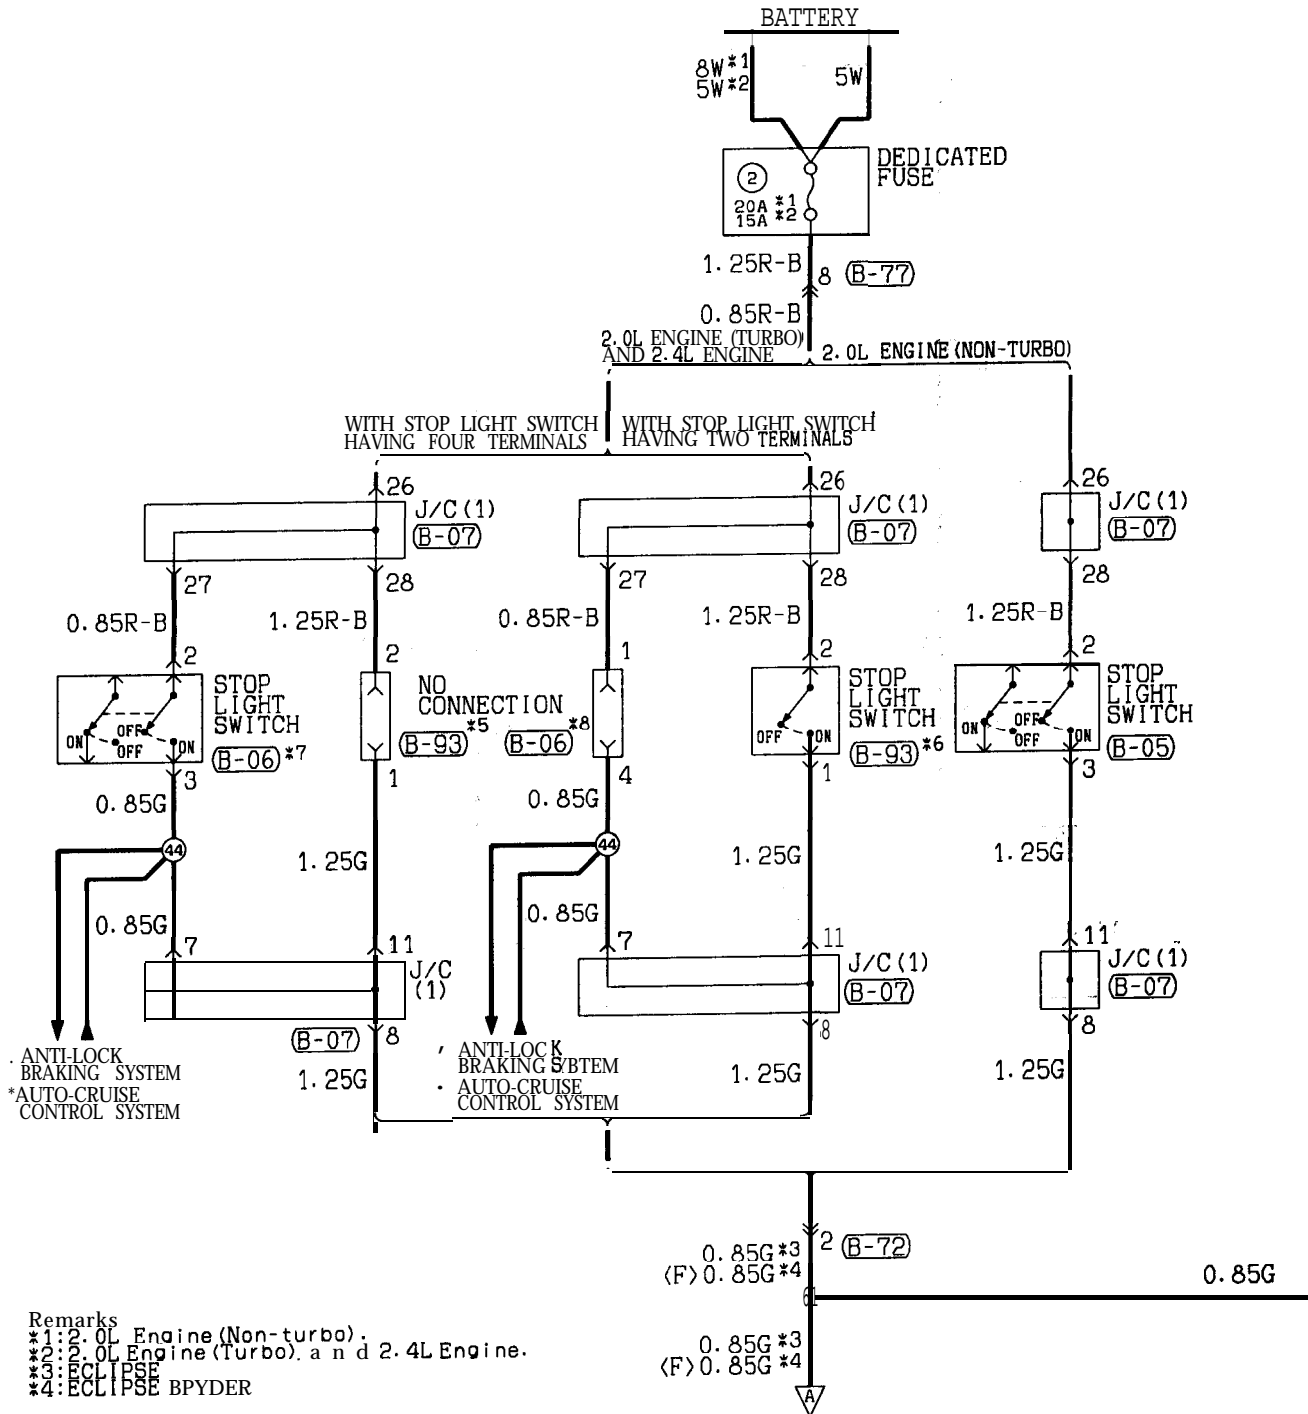 BATTERY
8W*1
5W*2
5W
DEDICATED
FUSE
2
20A *1
15A *2
1.25R-B
8 B-77
0.85R-B
2.0L ENGINE (TURBO)
AND 2.4L ENGINE
2.0L ENGINE(NON-TURBO)
WITH STOP LIGHT SWITCH
HAVING FOUR TERMINALS
WITH STOP LIGHT SWITCH
HAVING TWO TERMINALS
26
J/C(1)
B-07
26
J/C(1)
B-07
26
J/C(1)
B-07
27
28
27
28
28
0.85R-B
1.25R-B
0.85R-B
1.25R-B
1.25R-B
2
STOP
LIGHT
SWITCH
B-06 *7
ON
OFF
OFF
ON
3
2
NO
CONNECTION
B-93 *5
1
1
B-06 *8
4
2
STOP
LIGHT
SWITCH
B-93 *6
OFF
ON
1
2
STOP
LIGHT
SWITCH
B-05
ON
OFF
OFF
ON
3
0.85G
44
1.25G
0.85G
44
1.25G
1.25G
0.85G
0.85G
7
11
J/C
(1)
B-07
8
7
11
J/C(1)
B-07
8
11
J/C(1)
B-07
8
. ANTI-LOCK
BRAKING SYSTEM
*AUTO-CRUISE
CONTROL SYSTEM
1.25G
ANTI-LOCK
BRAKING S/BTEM
· AUTO-CRUISE
CONTROL SYSTEM
1.25G
1.25G
2 B-72
0.85G*3
<F>0.85G*4
61
0.85G
0.85G*3
<F>0.85G*4
A
Remarks
*1:2.0L Engine(Non-turbo).
*2:2.0L Engine(Turbo). and 2.4L Engine.
*3:ECLIPSE
*4:ECLIPSE BPYDER